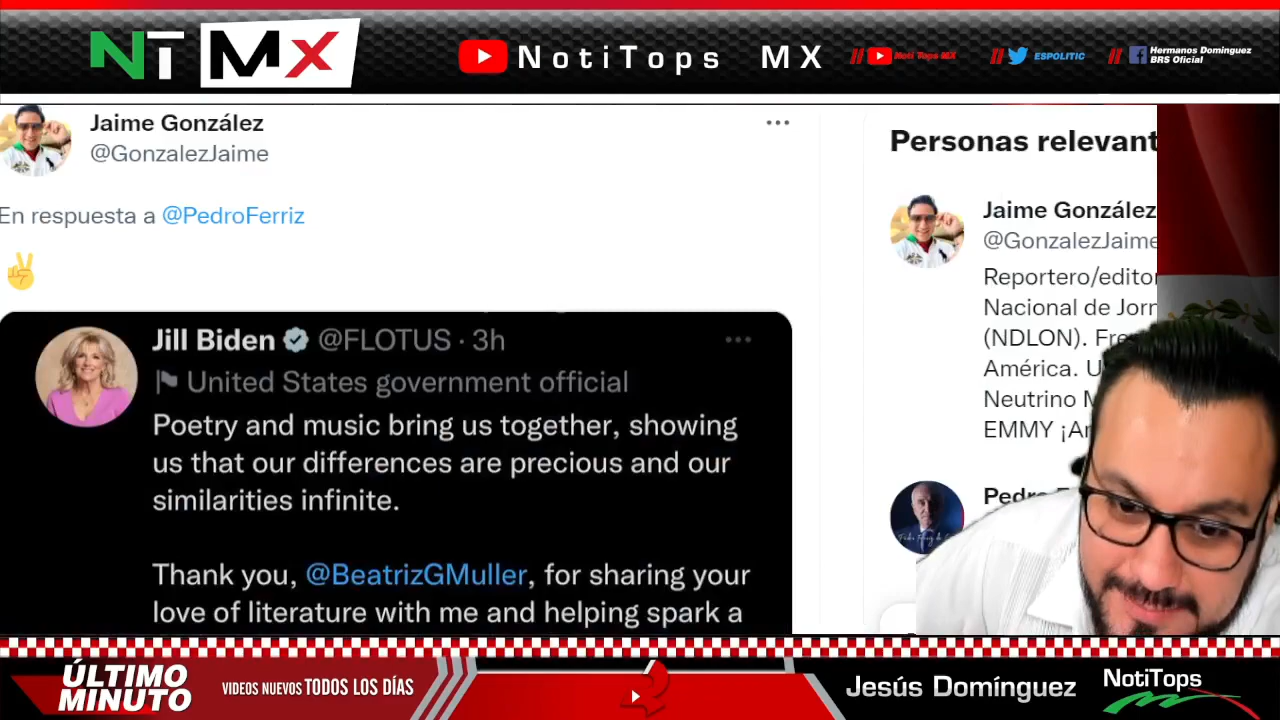 NTMX
NotiTops MX
Noti Tops MX
ESPOLITIC
Hermanos Dominguez
BRS Oficial
Jaime González
@GonzalezJaime
En respuesta a @PedroFerriz
✌
Jill Biden @FLOTUS · 3h
United States government official
Poetry and music bring us together, showing
us that our differences are precious and our
similarities infinite.
Thank you, @BeatrizGMuller, for sharing your
love of literature with me and helping spark a
Personas relevant
Jaime González
@GonzalezJaime
Reportero/editor
Nacional de Jorn
(NDLON). Fre
América. U
Neutrino M
EMMY ¡Ar
Pedro
ÚLTIMO
MINUTO
VIDEOS NUEVOS TODOS LOS DÍAS
Jesús Domínguez
NotiTops